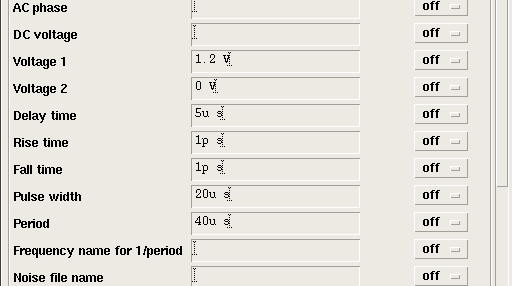 AC phase off
DC voltage off
Voltage 1 1.2 V off
Voltage 2 0 V off
Delay time 5u s off
Rise time 1p s off
Fall time 1p s off
Pulse width 20u s off
Period 40u s off
Frequency name for 1/period off
Noise file name off